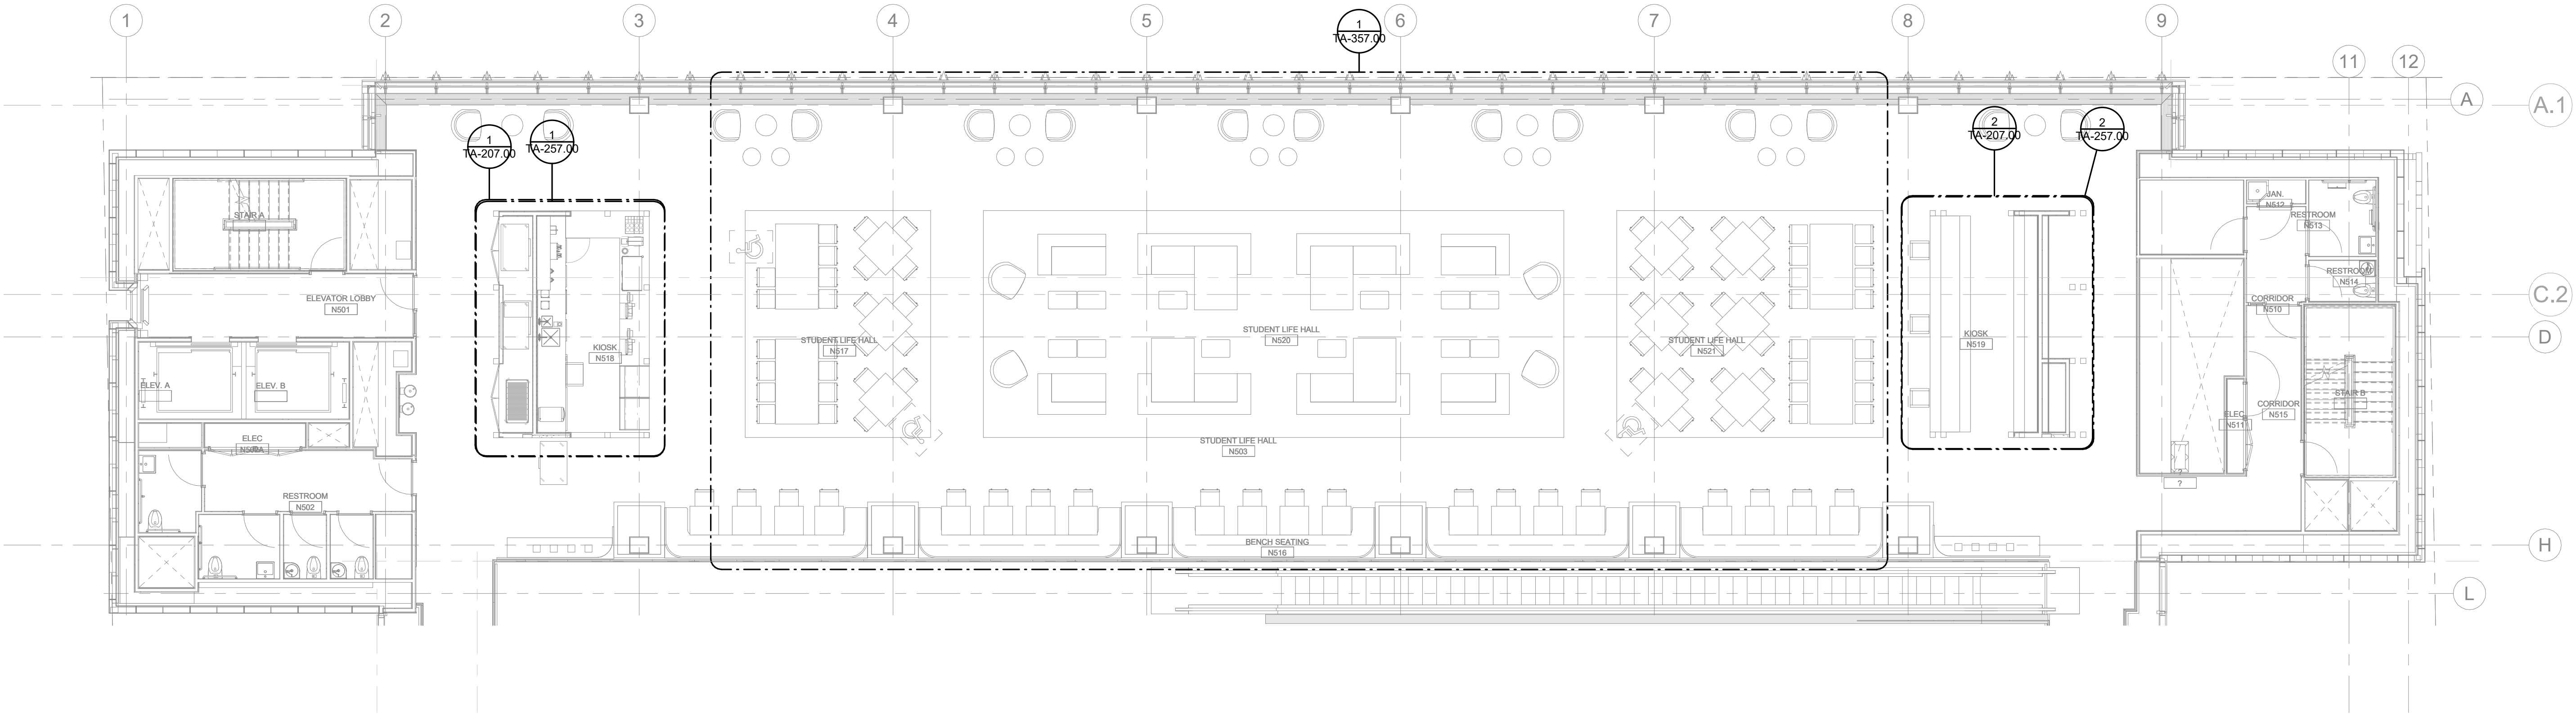 1
2
3
4
5
1
TA-357.00
6
7
8
9
11
12
A
A.1
1
TA-207.00
1
TA-257.00
2
TA-207.00
2
TA-257.00
STAIR A
JAN.
N512
RESTROOM
N513
RESTROOM
N514
ELEVATOR LOBBY
N501
CORRIDOR
N510
C.2
STUDENT LIFE HALL
N520
STUDENT LIFE HALL
N517
STUDENT LIFE HALL
N521
KIOSK
N518
KIOSK
N519
D
ELEV. A
ELEV. B
STAIR B
CORRIDOR
N515
ELEC
N511
ELEC
STUDENT LIFE HALL
N503
?
?
RESTROOM
N502
BENCH SEATING
N516
H
L